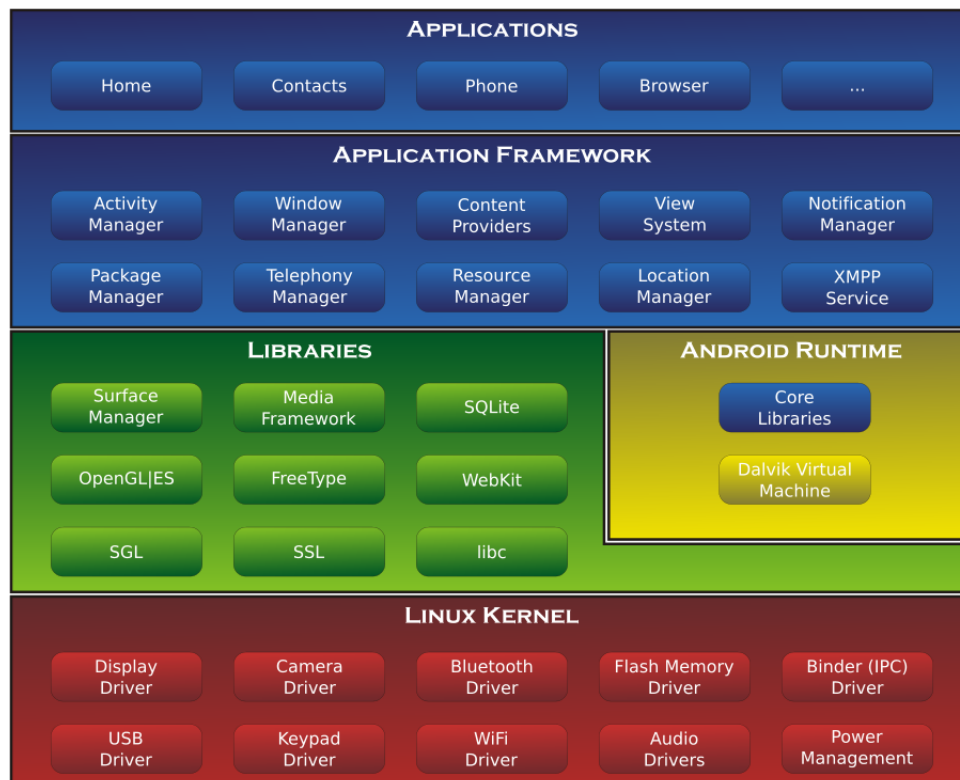 APPLICATIONS
Home
Contacts
Phone
Browser
...
APPLICATION FRAMEWORK
Activity
Manager
Window
Manager
Content
Providers
View
System
Notification
Manager
Package
Manager
Telephony
Manager
Resource
Manager
Location
Manager
XMPP
Service
LIBRARIES
Surface
Manager
Media
Framework
SQLite
OpenGL|ES
FreeType
WebKit
SGL
SSL
libc
ANDROID RUNTIME
Core
Libraries
Dalvik Virtual
Machine
LINUX KERNEL
Display
Driver
Camera
Driver
Bluetooth
Driver
Flash Memory
Driver
Binder (IPC)
Driver
USB
Driver
Keypad
Driver
WiFi
Driver
Audio
Drivers
Power
Management